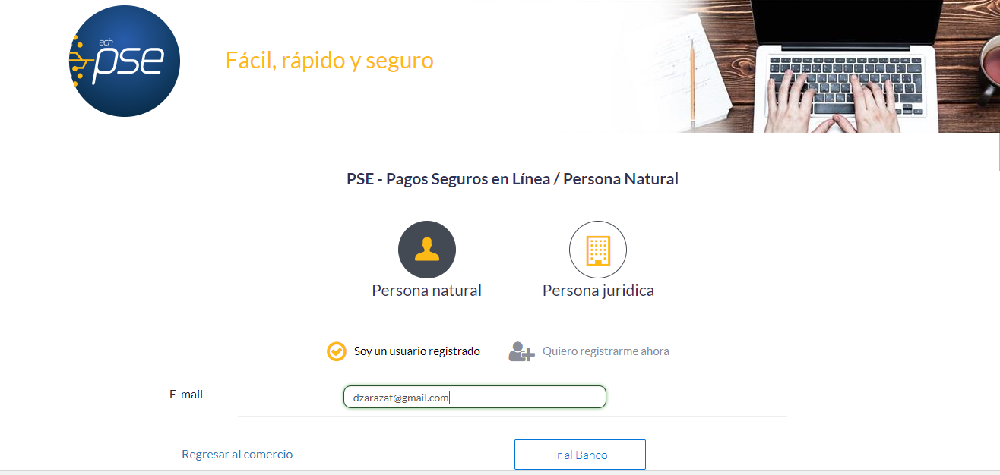 ach
pse
Fácil, rápido y seguro
PSE - Pagos Seguros en Línea / Persona Natural
Persona natural
Persona juridica
Soy un usuario registrado
Quiero registrarme ahora
E-mail
dzarazat@gmail.com
Regresar al comercio
Ir al Banco